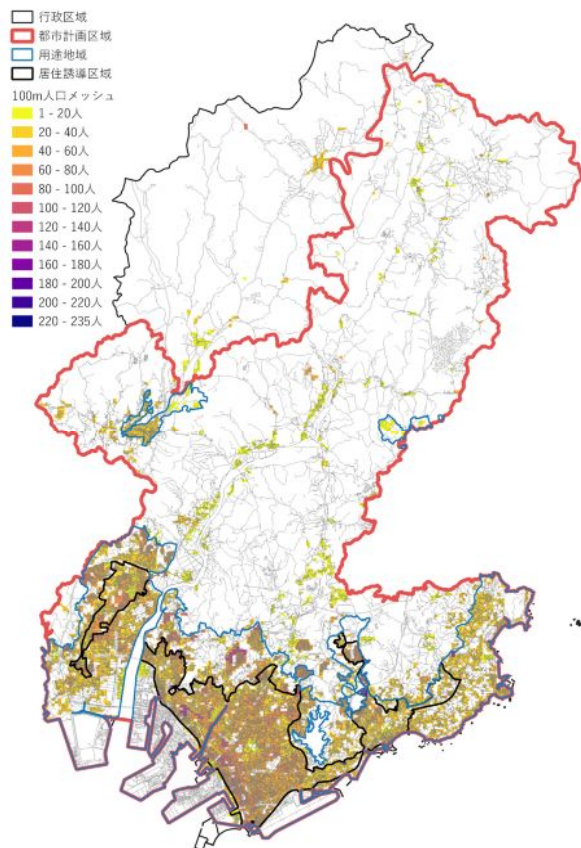 行政区域
都市計画区域
用途地域
居住誘導区域
100m人口メッシュ
1 - 20人
20 - 40人
40 - 60人
60 - 80人
80 - 100人
100 - 120人
120 - 140人
140 - 160人
160 - 180人
180 - 200人
200 - 220人
220 - 235人